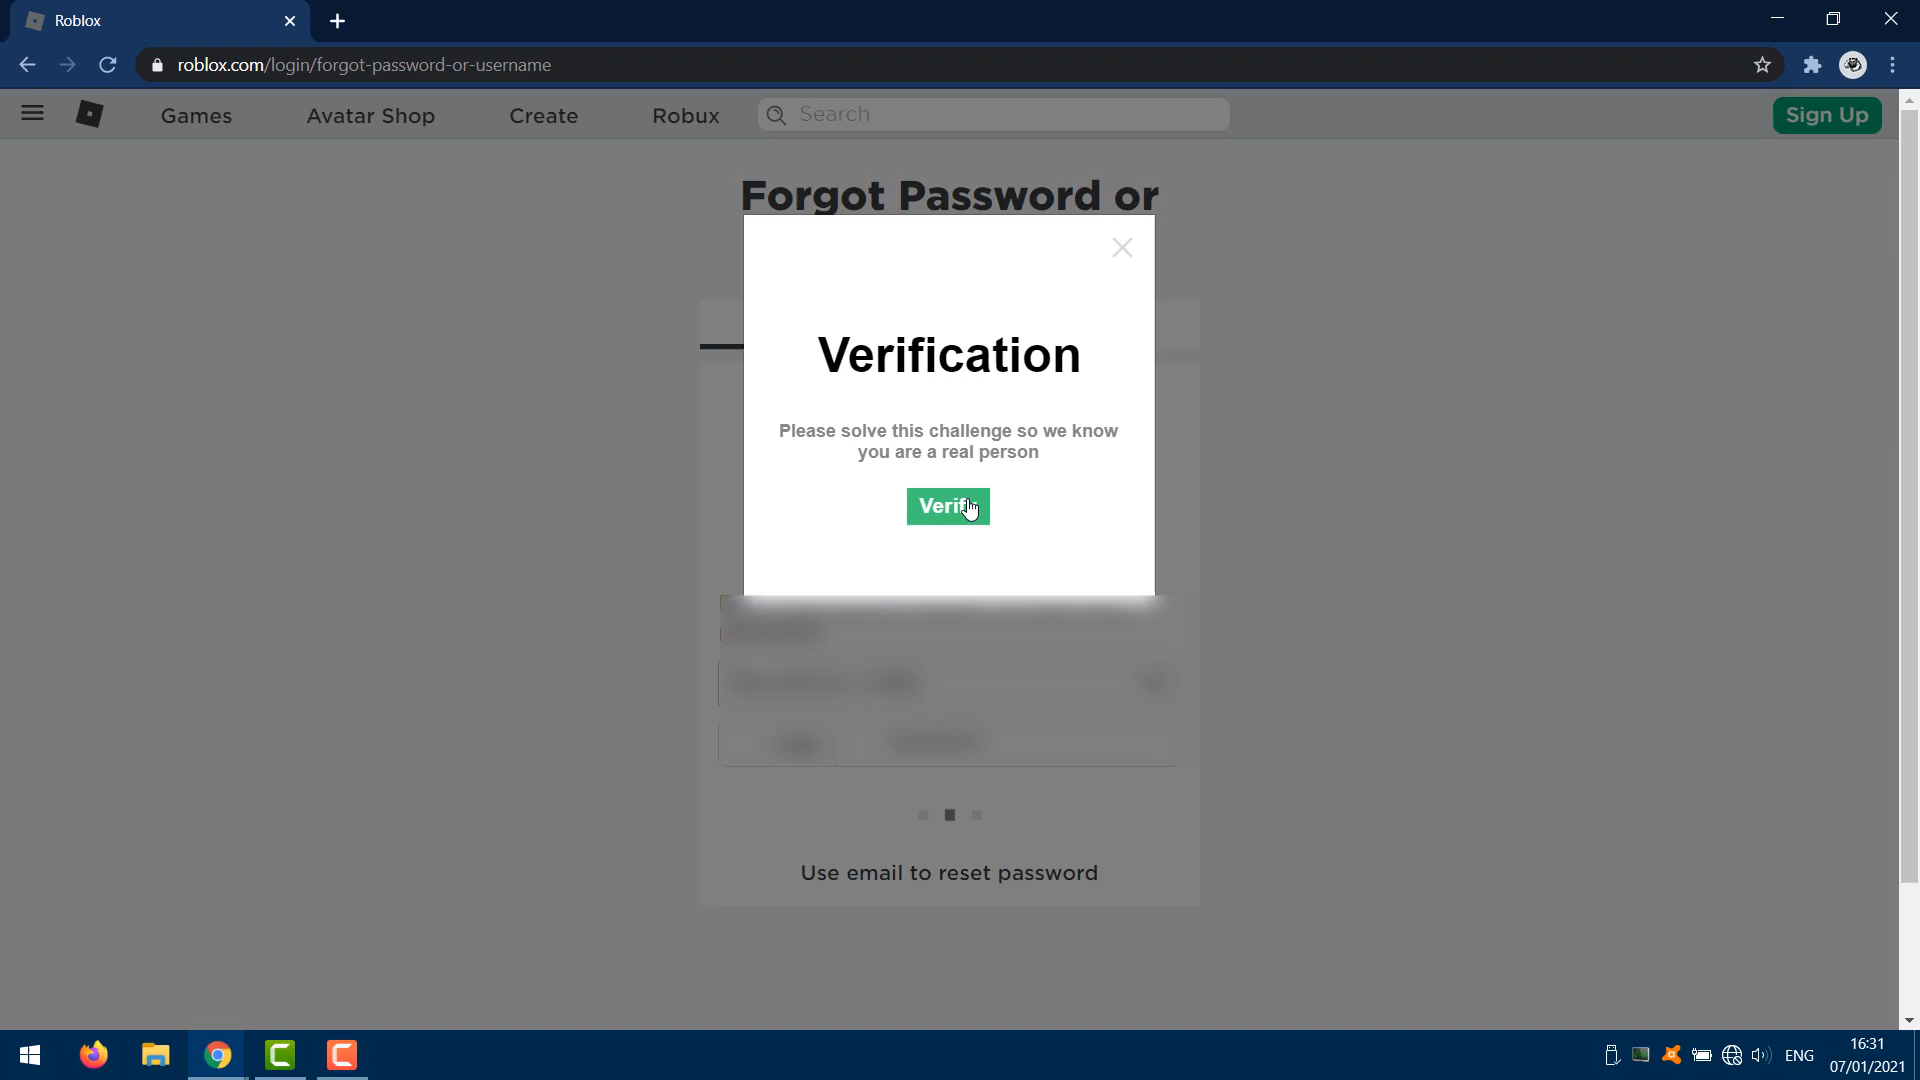 Roblox
roblox.com/login/forgot-password-or-username
Games Avatar Shop Create Robux Search Sign Up
Forgot Password or
Verification
Please solve this challenge so we know
you are a real person
Verify
Use email to reset password
ENG
16:31
07/01/2021